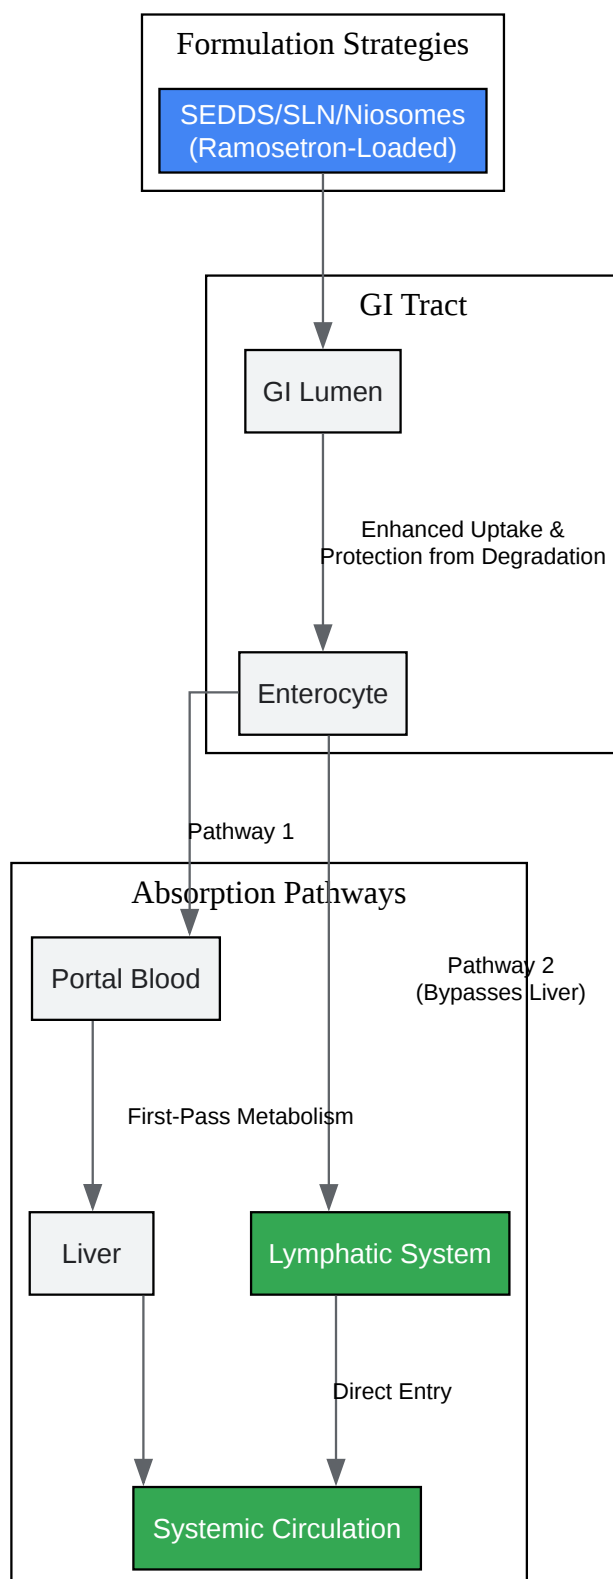 Formulation Strategies
SEDDS/SLN/Niosomes
(Ramosetron-Loaded)
GI Tract
GI Lumen
Enhanced Uptake &
Protection from Degradation
Enterocyte
Pathway 1
Absorption Pathways
Portal Blood
Pathway 2
(Bypasses Liver)
First-Pass Metabolism
Liver
Lymphatic System
Direct Entry
Systemic Circulation